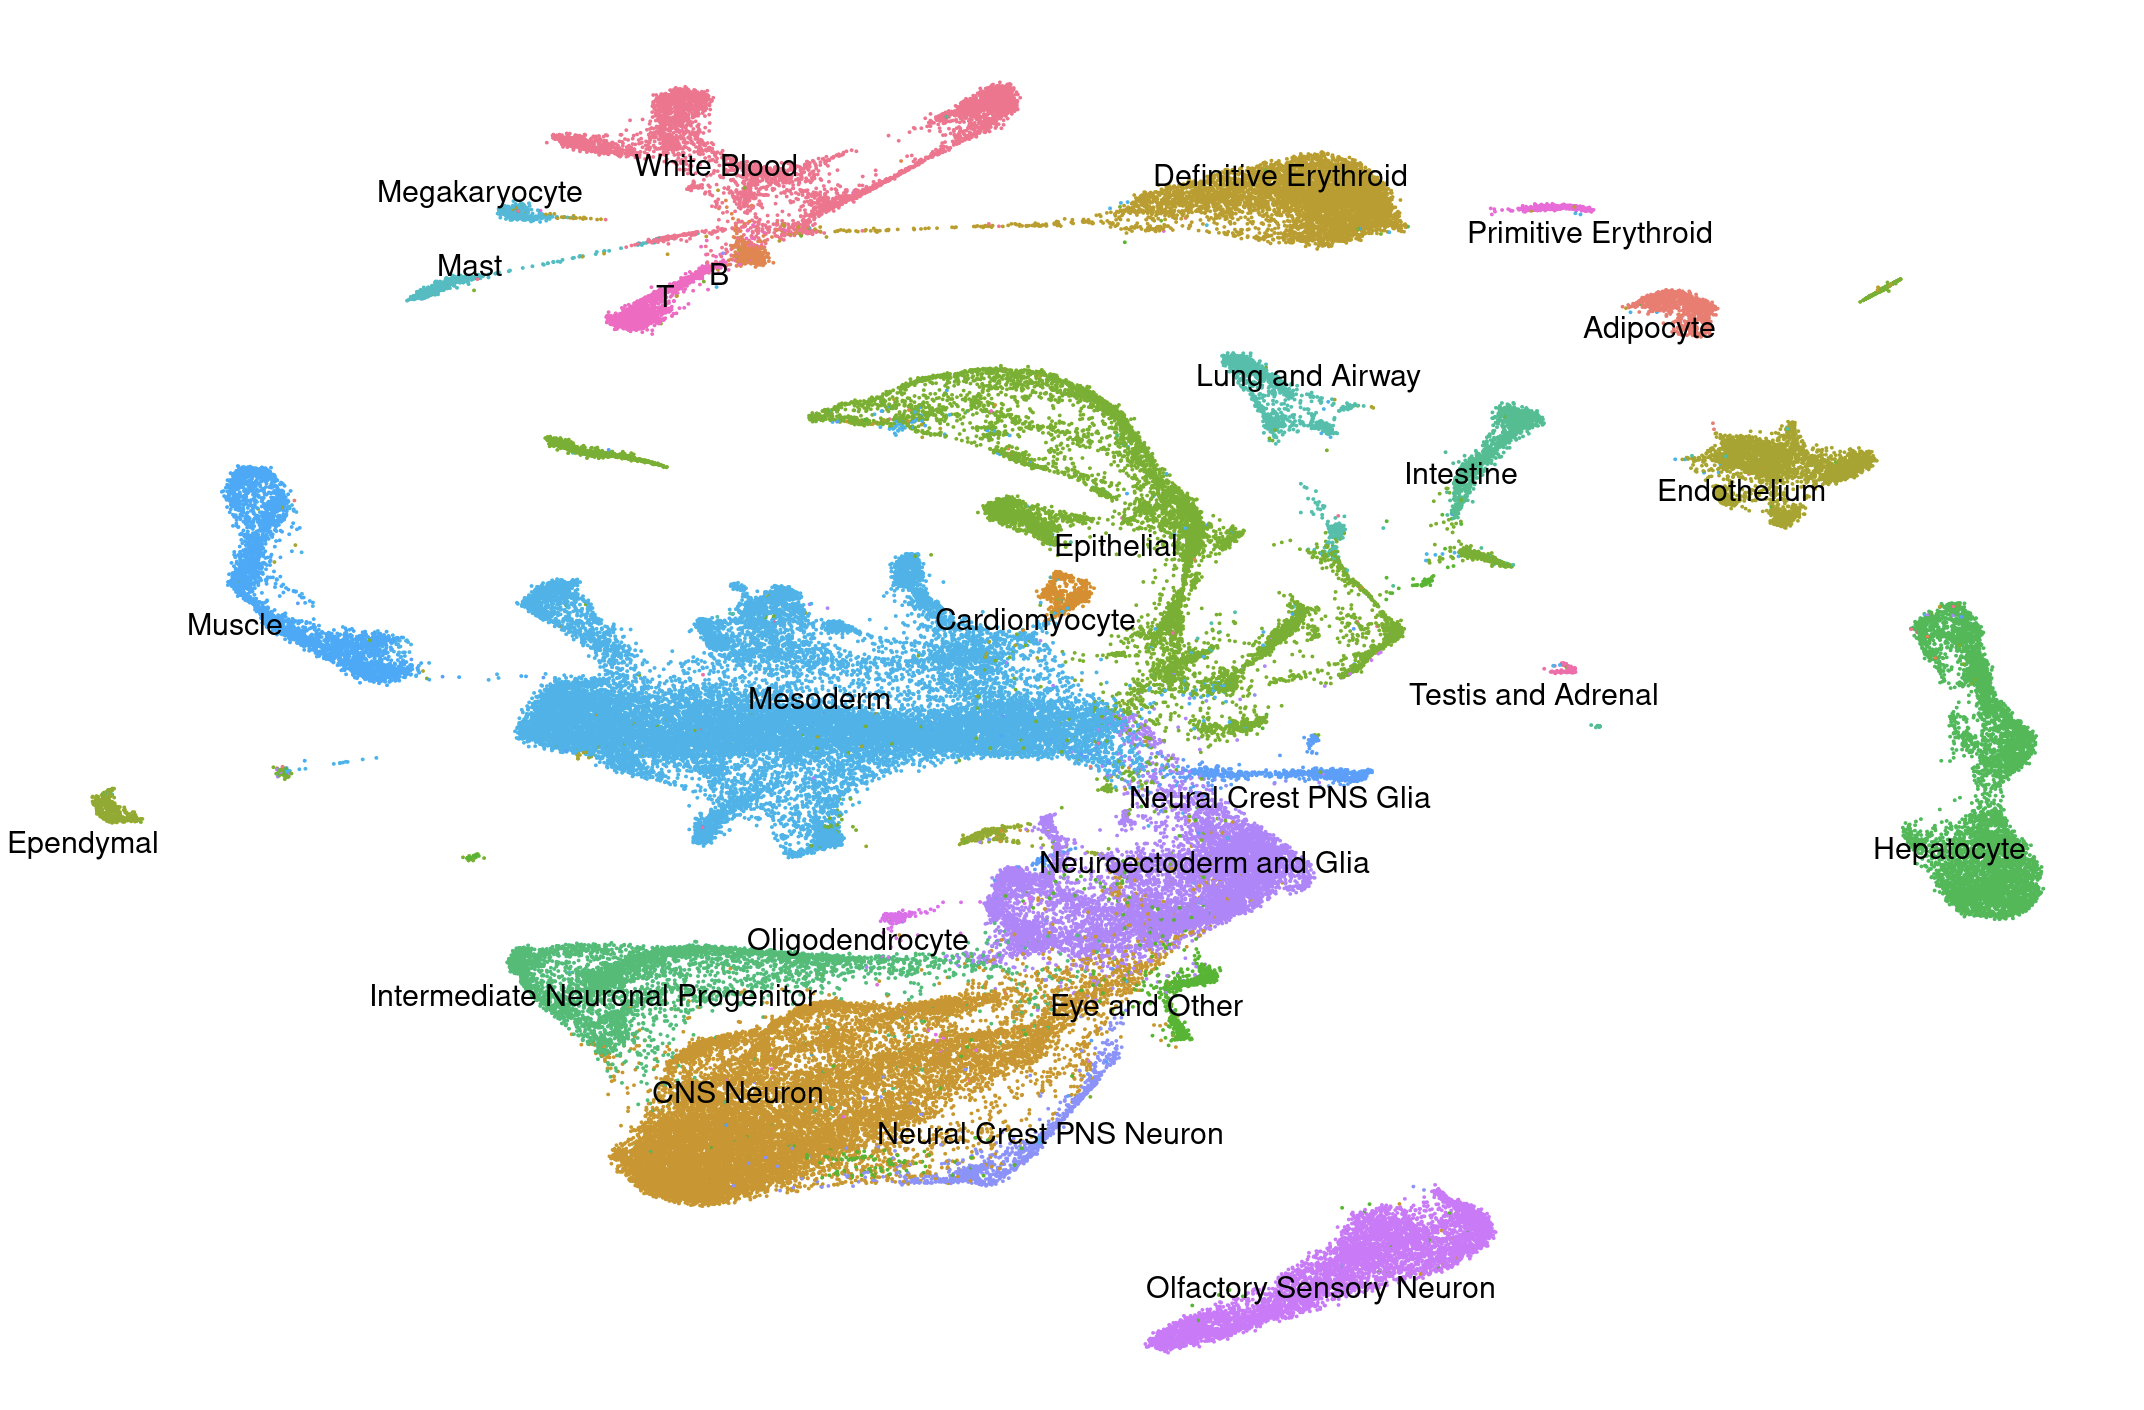 White Blood
Definitive Erythroid
Megakaryocyte
Primitive Erythroid
Mast
B
T
Adipocyte
Lung and Airway
Intestine
Endothelium
Epithelial
Cardiomyocyte
Muscle
Testis and Adrenal
Mesoderm
Neural Crest PNS Glia
Ependymal
Hepatocyte
Neuroectoderm and Glia
Oligodendrocyte
Intermediate Neuronal Progenitor
Eye and Other
CNS Neuron
Neural Crest PNS Neuron
Olfactory Sensory Neuron